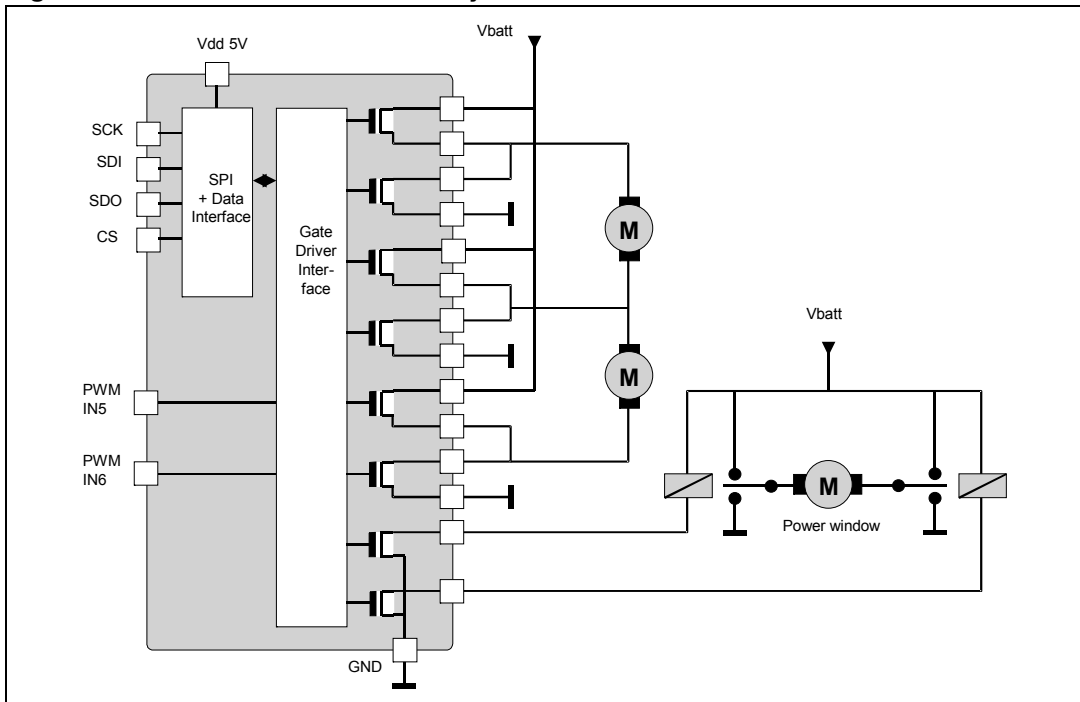 Vbatt
Vdd 5V
SCK
SDI
SDO
CS
SPI
+ Data
Interface
Gate
Driver
Inter-
face
M
M
Vbatt
PWM
IN5
PWM
IN6
M
Power window
GND